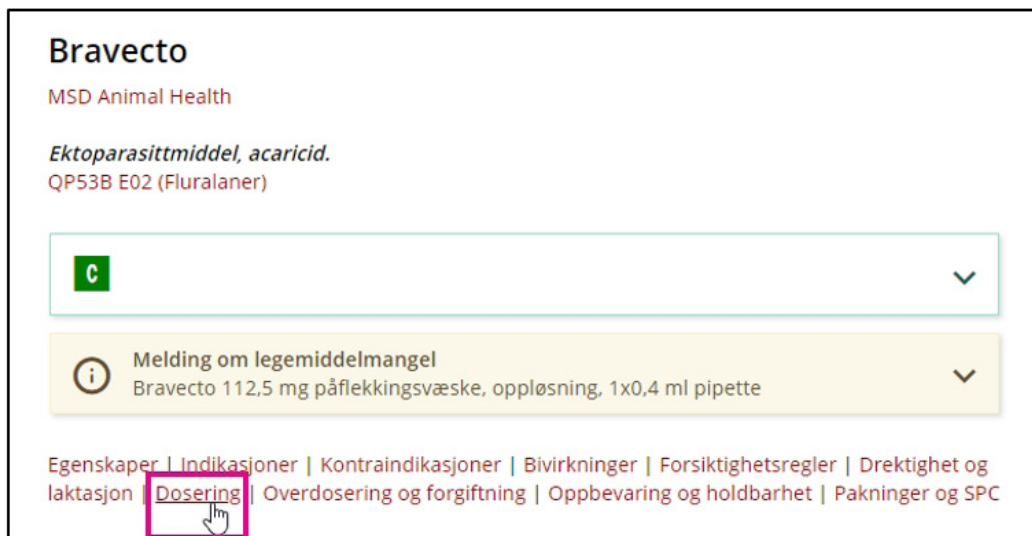 Bravecto
MSD Animal Health
Ektoparasittmiddel, acaricid.
QP53B E02 (Fluralaner)
C
Melding om legemiddelmangel
Bravecto 112,5 mg påflekkingsvæske, oppløsning, 1x0,4 ml pipette
Egenskaper | Indikasjoner | Kontraindikasjoner | Bivirkninger | Forsiktighetsregler | Drektighet og
laktasjon | Dosering | Overdosering og forgiftning | Oppbevaring og holdbarhet | Pakninger og SPC